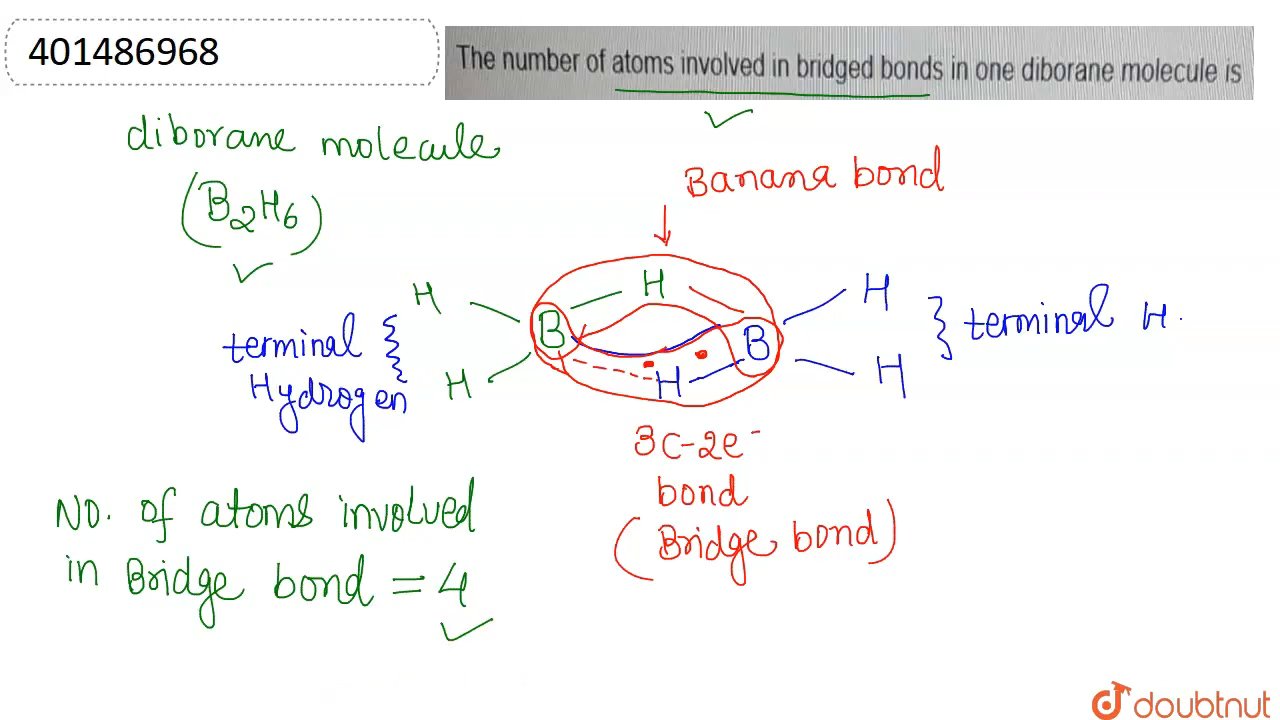 401486968
The number of atoms involved in bridged bonds in one diborane molecule is
diborane molecule
(B2H6)
Banana bond
H
H
H
B
B
terminal
Hydrogen
H
H
H
terminal H.
3C-2e⁻
bond
(Bridge bond)
No. of atoms involved
in Bridge bond = 4
doubtnut